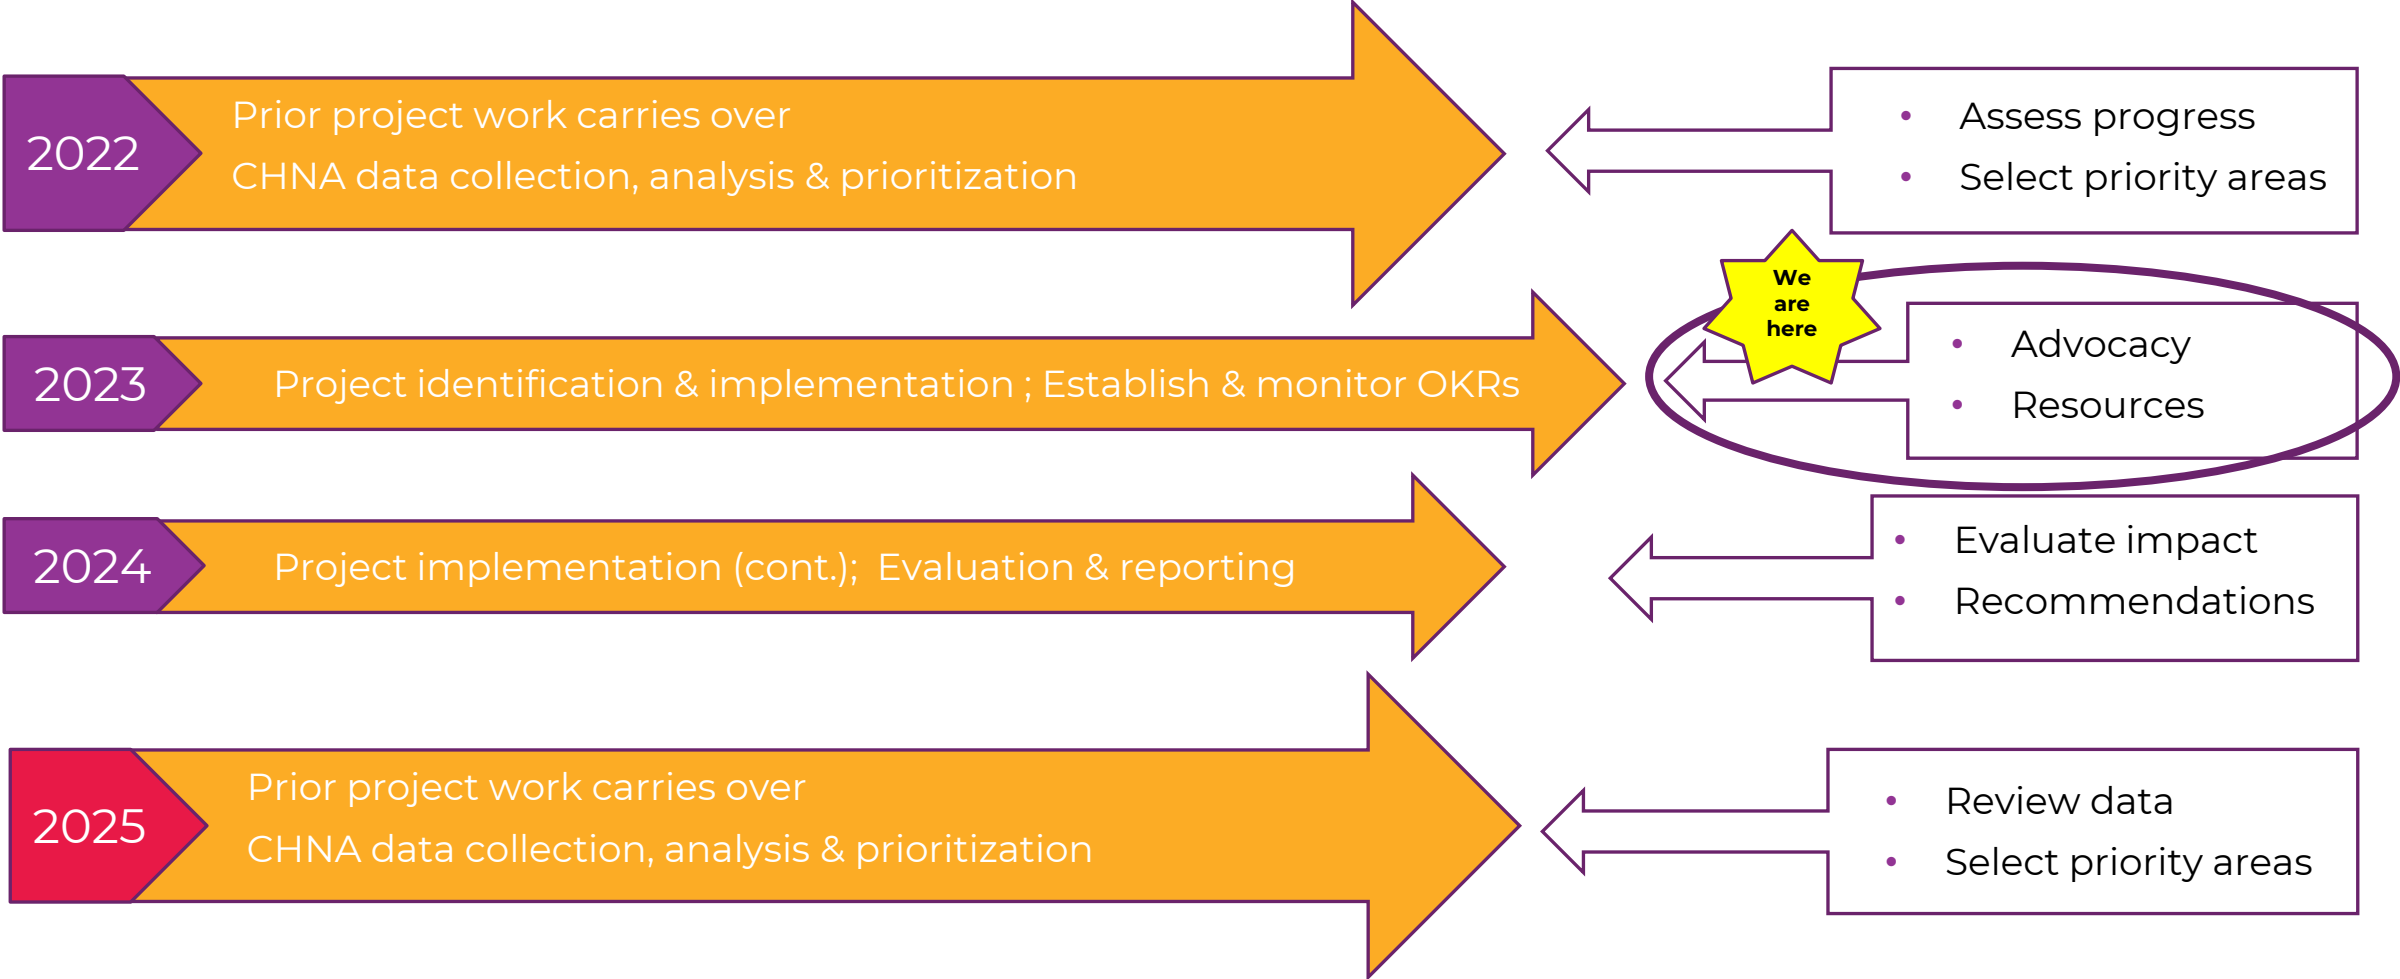 2022
Prior project work carries over
CHNA data collection, analysis & prioritization
• Assess progress
• Select priority areas
We
are
here
2023
Project identification & implementation ; Establish & monitor OKRs
• Advocacy
• Resources
2024
Project implementation (cont.);  Evaluation & reporting
• Evaluate impact
• Recommendations
2025
Prior project work carries over
CHNA data collection, analysis & prioritization
• Review data
• Select priority areas